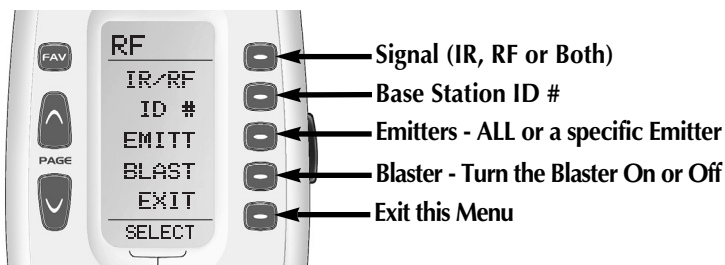 RF
FAV
IR/RF
ID #
EMITT
PAGE
BLAST
EXIT
SELECT
Signal (IR, RF or Both)
Base Station ID #
Emitters - ALL or a specific Emitter
Blaster - Turn the Blaster On or Off
Exit this Menu